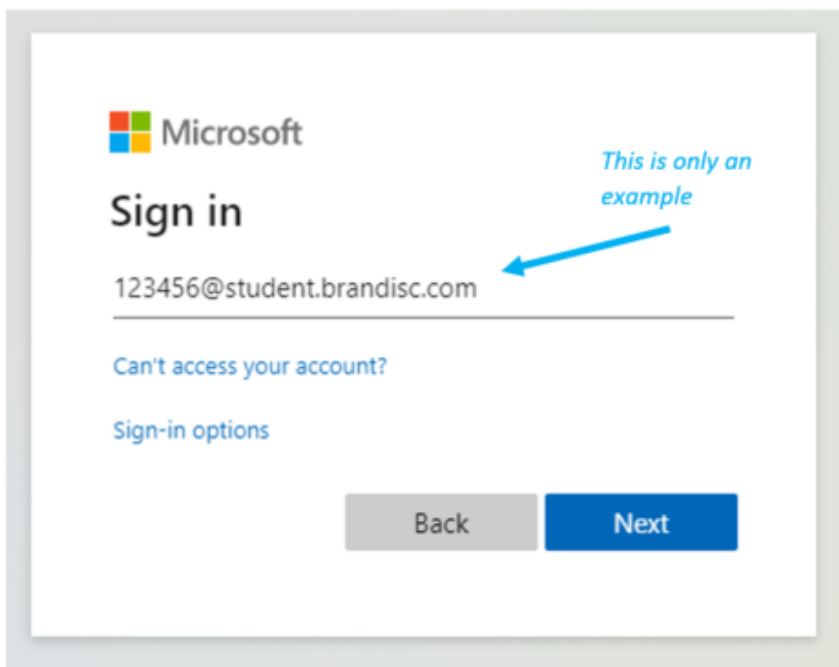 Microsoft
This is only an
example
Sign in
123456@student.brandisc.com
Can't access your account?
Sign-in options
Back
Next